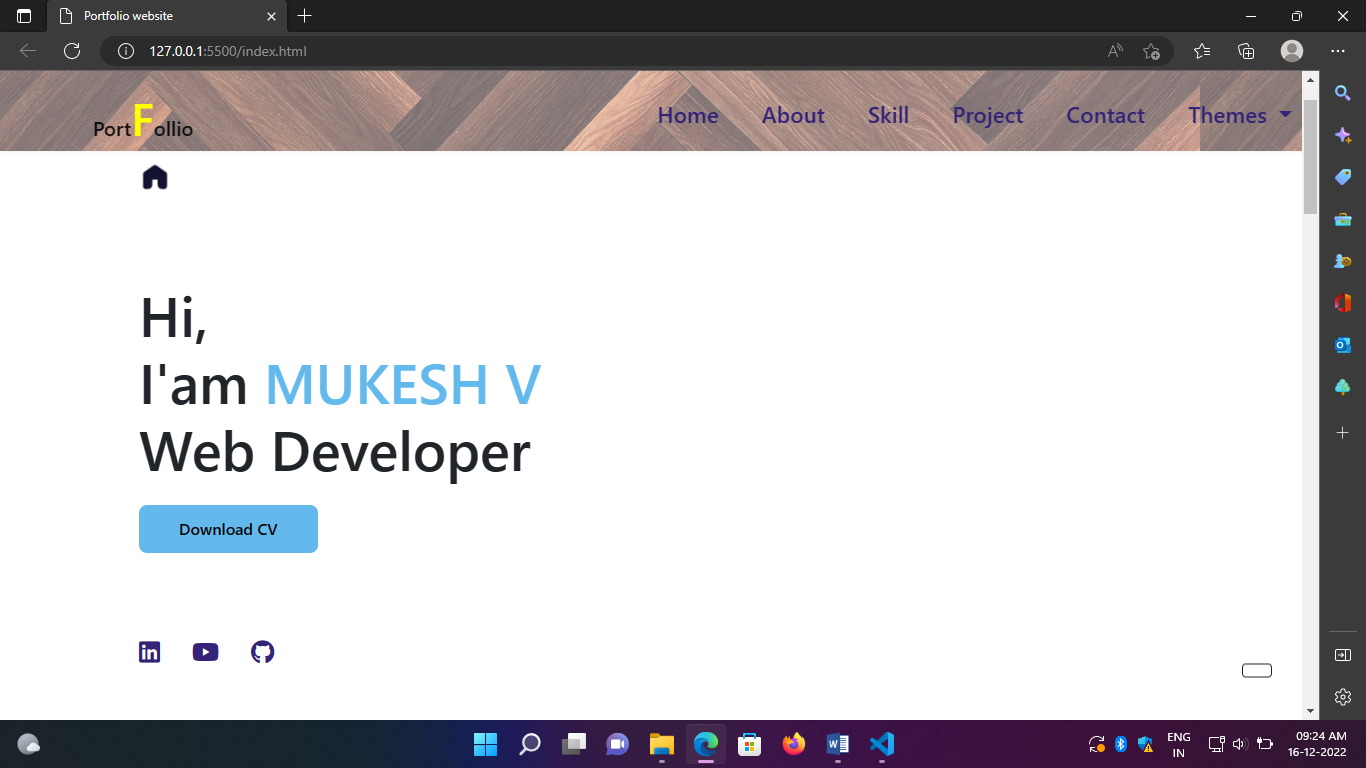 Portfolio website
127.0.0.1:5500/index.html
PortFollio
Home About Skill Project Contact Themes
Hi,
I'am MUKESH V
Web Developer
Download CV
ENG
IN
09:24 AM
16-12-2022